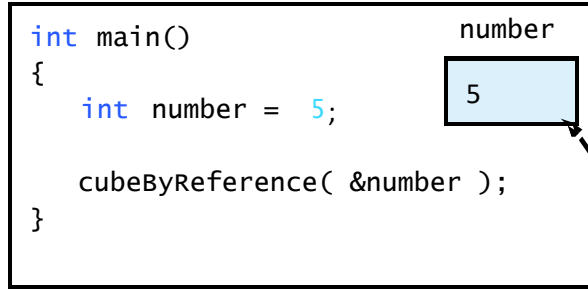 int main()
number
{
5
int number = 5;
cubeByReference( &number );
}